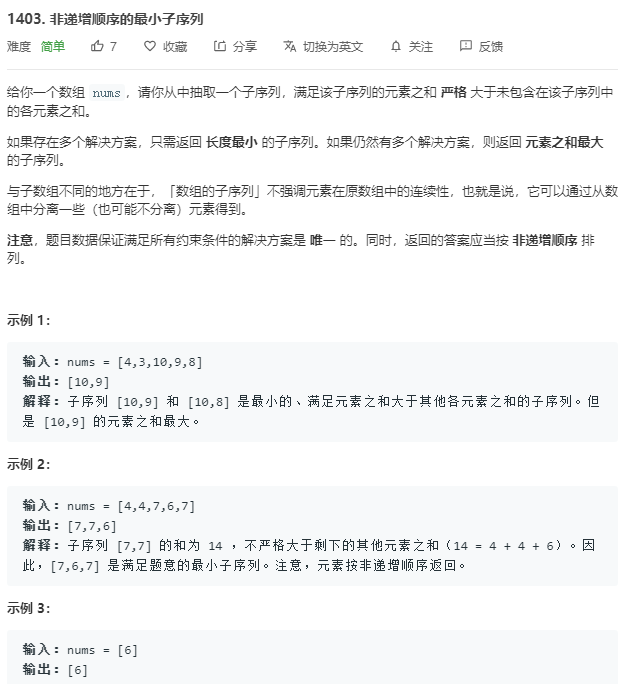 1403. 非递增顺序的最小子序列
难度 简单 7 收藏 分享 切换为英文 关注 反馈
给你一个数组 nums，请你从中抽取一个子序列，满足该子序列的元素之和 严格 大于未包含在该子序列中
的各元素之和。
如果存在多个解决方案，只需返回 长度最小 的子序列。如果仍然有多个解决方案，则返回 元素之和最大
的子序列。
与子数组不同的地方在于，「数组的子序列」不强调元素在原数组中的连续性，也就是说，它可以通过从数
组中分离一些（也可能不分离）元素得到。
注意，题目数据保证满足所有约束条件的解决方案是 唯一 的。同时，返回的答案应当按 非递增顺序 排
列。
示例 1：
输入：nums = [4,3,10,9,8]
输出：[10,9]
解释：子序列 [10,9] 和 [10,8] 是最小的、满足元素之和大于其他各元素之和的子序列。但
是 [10,9] 的元素之和最大。
示例 2：
输入：nums = [4,4,7,6,7]
输出：[7,7,6]
解释：子序列 [7,7] 的和为 14 ，不严格大于剩下的其他元素之和（14 = 4 + 4 + 6）。因
此，[7,6,7] 是满足题意的最小子序列。注意，元素按非递增顺序返回。
示例 3：
输入：nums = [6]
输出：[6]